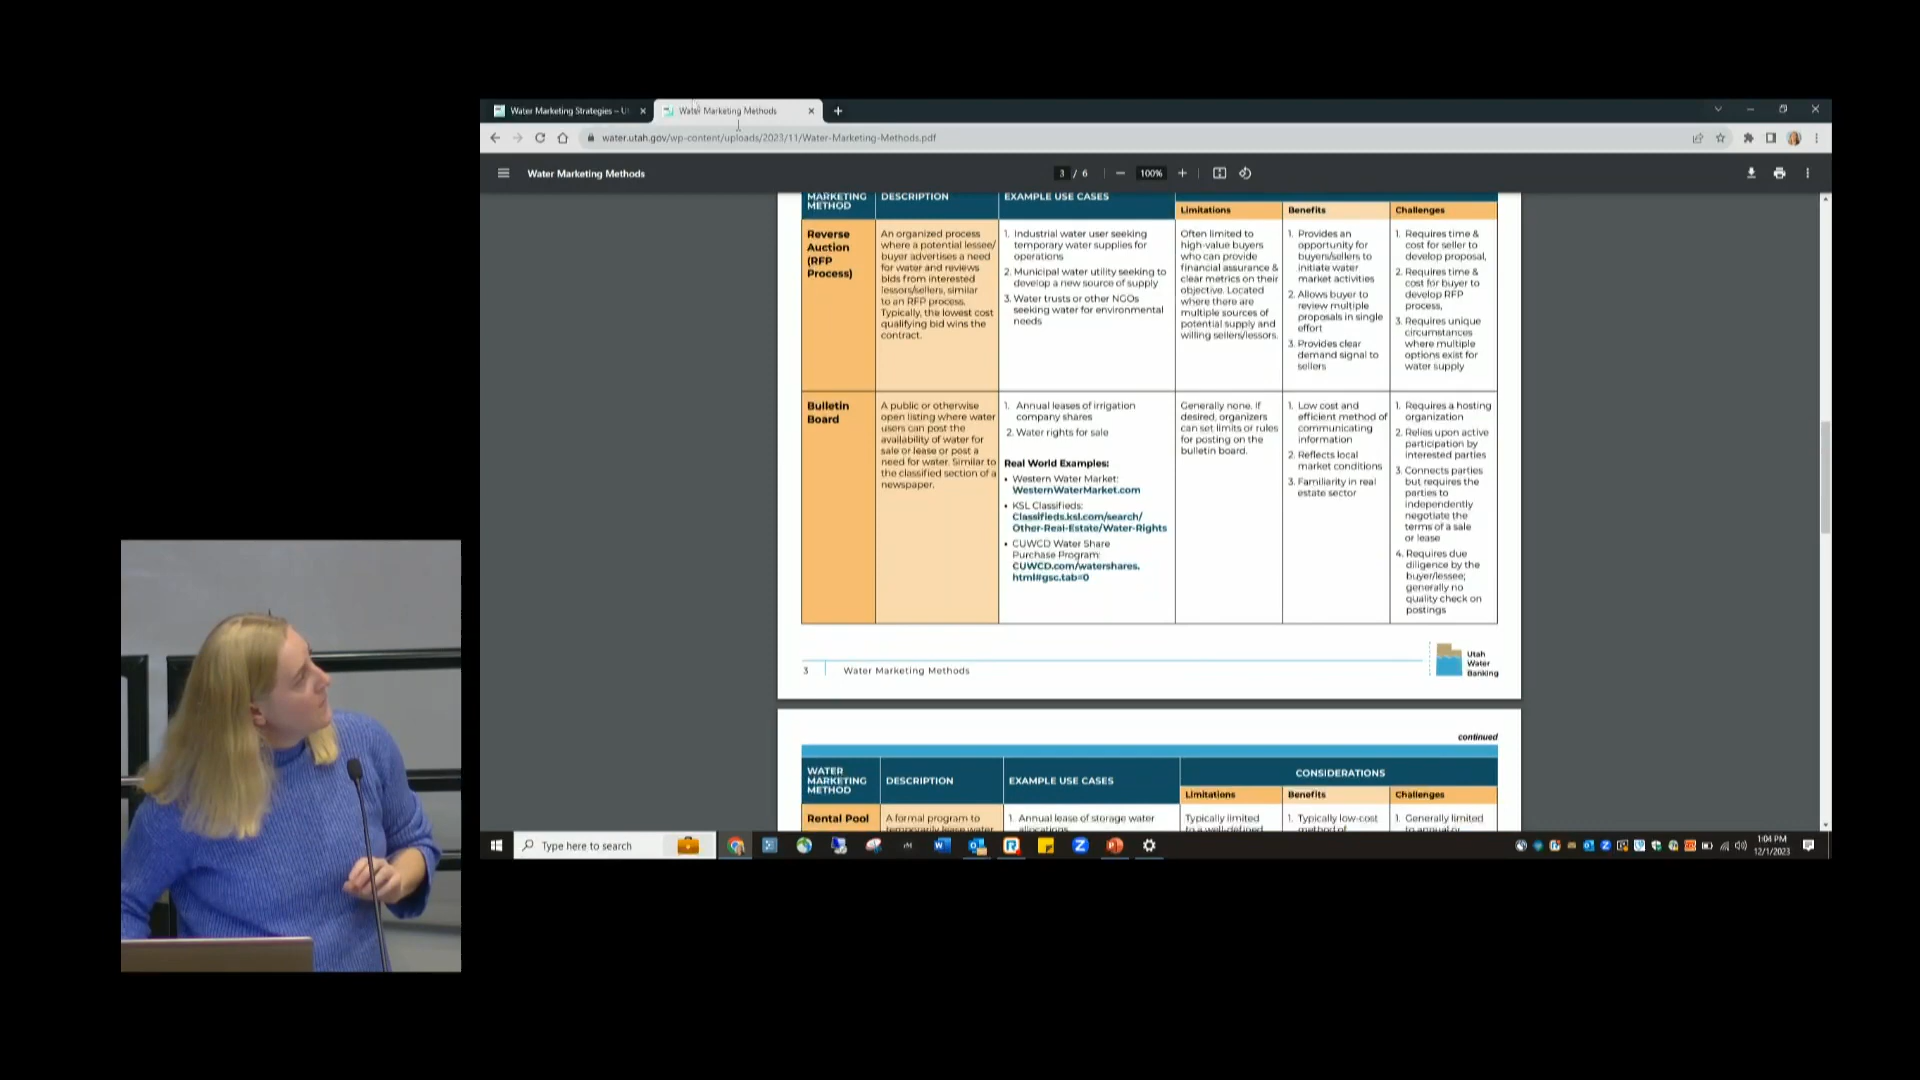 Water Marketing Strategies – U
Water Marketing Methods
water.utah.gov/wp-content/uploads/2023/11/Water-Marketing-Methods.pdf
Water Marketing Methods
3 / 6
100%
MARKETING
METHOD
DESCRIPTION
EXAMPLE USE CASES
Limitations
Benefits
Challenges
Reverse
Auction
(RFP
Process)
An organized process
where a potential lessee/
buyer advertises a need
for water and reviews
bids from interested
lessors/sellers, similar
to an RFP process.
Typically, the lowest cost
qualifying bid wins the
contract.
1. Industrial water user seeking
temporary water supplies for
operations
2. Municipal water utility seeking to
develop a new source of supply
3. Water trusts or other NGOs
seeking water for environmental
needs
Often limited to
high-value buyers
who can provide
financial assurance &
clear metrics on their
objective. Located
where there are
multiple sources of
potential supply and
willing sellers/lessors.
1. Provides an
opportunity for
buyers/sellers to
initiate water
market activities
2. Allows buyer to
review multiple
proposals in single
effort
3. Provides clear
demand signal to
sellers
1. Requires time &
cost for seller to
develop proposal,
2. Requires time &
cost for buyer to
develop RFP
process,
3. Requires unique
circumstances
where multiple
options exist for
water supply
Bulletin
Board
A public or otherwise
open listing where water
users can post the
availability of water for
sale or lease or post a
need for water. Similar to
the classified section of a
newspaper.
1. Annual leases of irrigation
company shares
2. Water rights for sale
Real World Examples:
• Western Water Market:
WesternWaterMarket.com
• KSL Classifieds:
Classifieds.ksl.com/search/
Other-Real-Estate/Water-Rights
• CUWCD Water Share
Purchase Program:
CUWCD.com/watershares.
html#gsc.tab=0
Generally none. If
desired, organizers
can set limits or rules
for posting on the
bulletin board.
1. Low cost and
efficient method of
communicating
information
2. Reflects local
market conditions
3. Familiarity in real
estate sector
1. Requires a hosting
organization
2. Relies upon active
participation by
interested parties
3. Connects parties
but requires the
parties to
independently
negotiate the
terms of a sale
or lease
4. Requires due
diligence by the
buyer/lessee;
generally no
quality check on
postings
3
Water Marketing Methods
Utah
Water
Banking
continued
WATER
MARKETING
METHOD
DESCRIPTION
EXAMPLE USE CASES
CONSIDERATIONS
Limitations
Benefits
Challenges
Rental Pool
A formal program to
temporarily lease water
1. Annual lease of storage water
allocations
Typically limited
to a well-defined
1. Typically low-cost
method of
1. Generally limited
to annual or
Type here to search
1:04 PM
12/1/2023